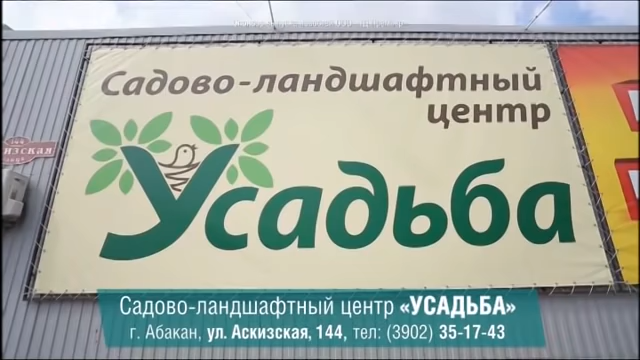 Садово-ландшафтный
центр
Усадьба
Садово-ландшафтный центр «УСАДЬБА»
г. Абакан, ул. Аскизская, 144, тел: (3902) 35-17-43